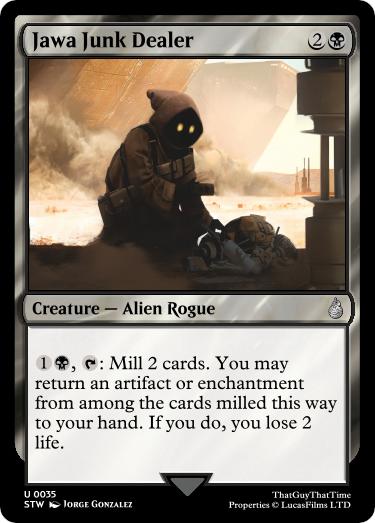 Jawa Junk Dealer 2
Creature — Alien Rogue
1, : Mill 2 cards. You may
return an artifact or enchantment
from among the cards milled this way
to your hand. If you do, you lose 2
life.
U 0035
STW Jorge Gonzalez
ThatGuyThatTime
Properties © LucasFilms LTD